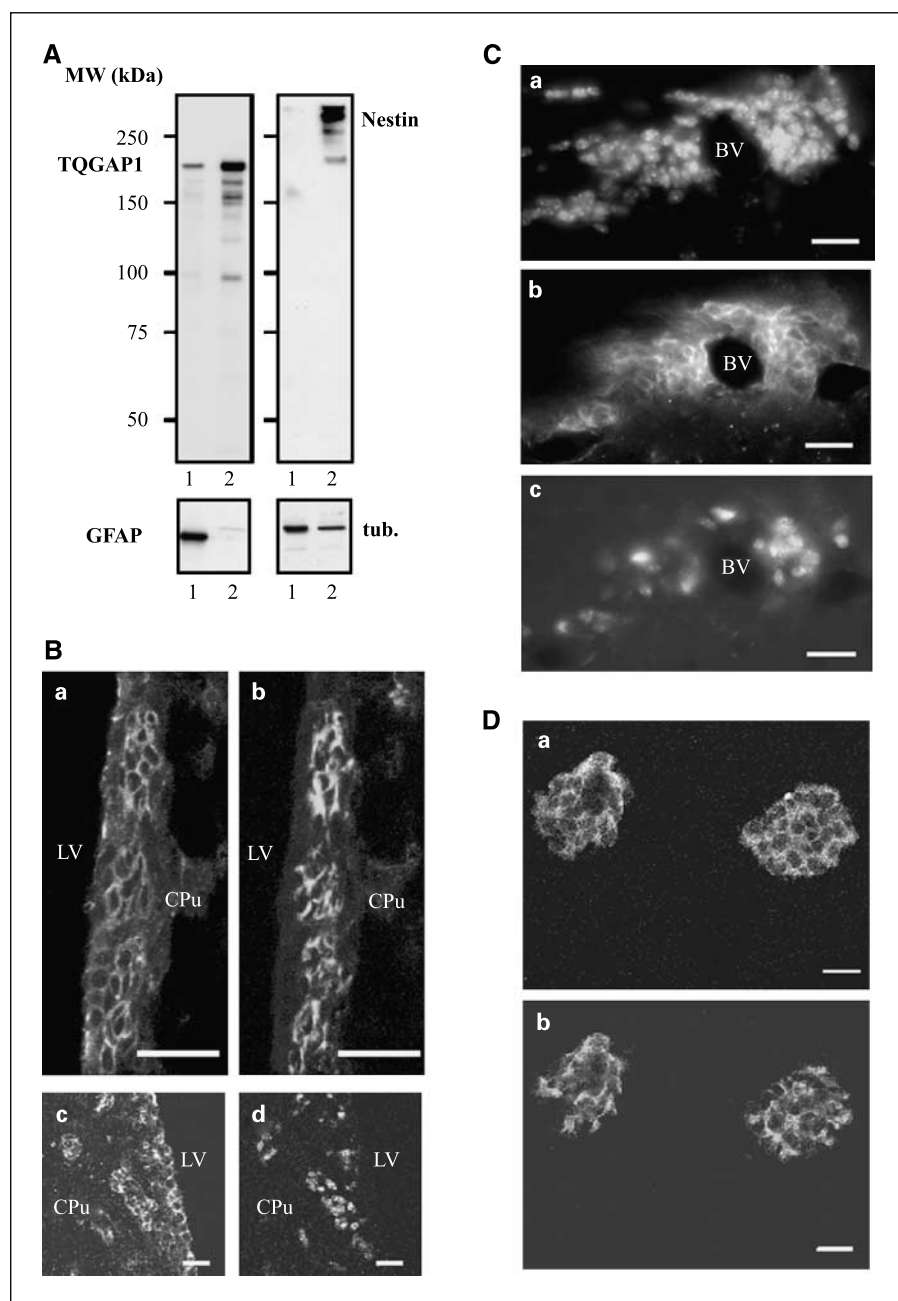 A
MW (kDa)
250
TQGAP1
150
100
75
50
Nestin
1 2
1 2
GFAP
tub.
1 2
1 2
B
a
LV
CPu
b
LV
CPu
c
LV
CPu
d
LV
CPu
C
a
BV
b
BV
c
BV
D
a
b